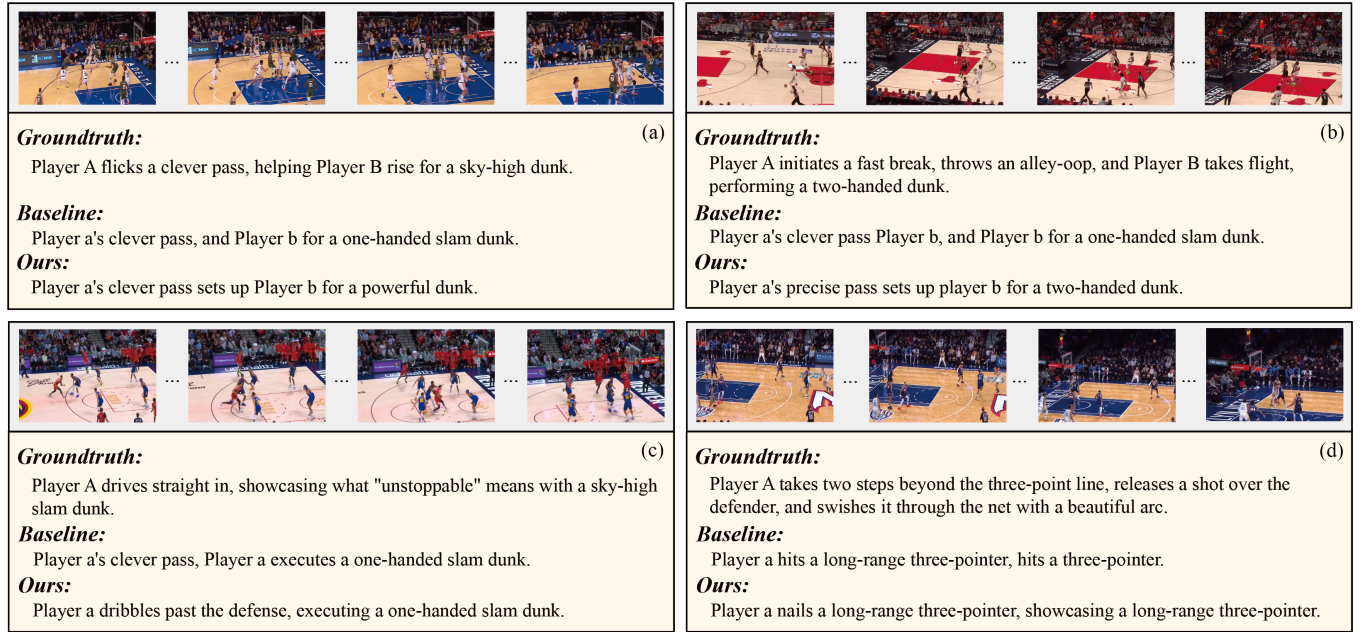 (a)
Groundtruth:
Player A flicks a clever pass, helping Player B rise for a sky-high dunk.
Baseline:
Player a's clever pass, and Player b for a one-handed slam dunk.
Ours:
Player a's clever pass sets up Player b for a powerful dunk.
(b)
Groundtruth:
Player A initiates a fast break, throws an alley-oop, and Player B takes flight,
performing a two-handed dunk.
Baseline:
Player a's clever pass Player b, and Player b for a one-handed slam dunk.
Ours:
Player a's precise pass sets up player b for a two-handed dunk.
(c)
Groundtruth:
Player A drives straight in, showcasing what "unstoppable" means with a sky-high
slam dunk.
Baseline:
Player a's clever pass, Player a executes a one-handed slam dunk.
Ours:
Player a dribbles past the defense, executing a one-handed slam dunk.
(d)
Groundtruth:
Player A takes two steps beyond the three-point line, releases a shot over the
defender, and swishes it through the net with a beautiful arc.
Baseline:
Player a hits a long-range three-pointer, hits a three-pointer.
Ours:
Player a nails a long-range three-pointer, showcasing a long-range three-pointer.